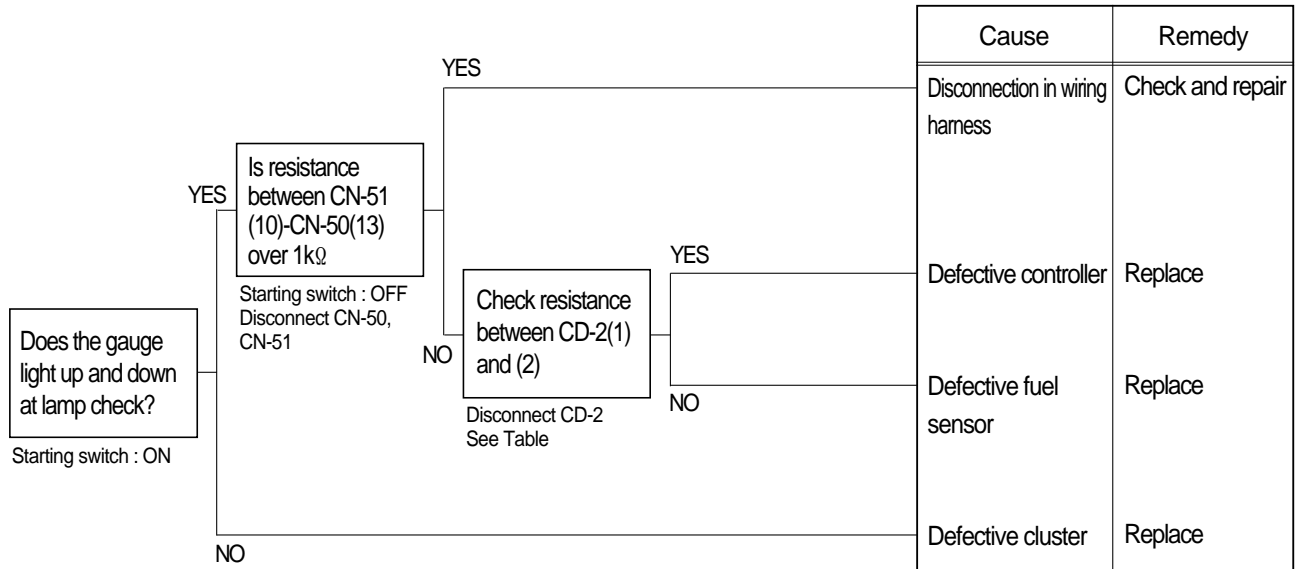 Cause
Remedy
YES
Disconnection in wiring
harness
Check and repair
YES
Is resistance
between CN-51
(10)-CN-50(13)
over 1kΩ
Starting switch : OFF
Disconnect CN-50,
CN-51
YES
Defective controller
Replace
NO
Check resistance
between CD-2(1)
and (2)
Disconnect CD-2
See Table
NO
Defective fuel
sensor
Replace
Does the gauge
light up and down
at lamp check?
Starting switch : ON
NO
Defective cluster
Replace